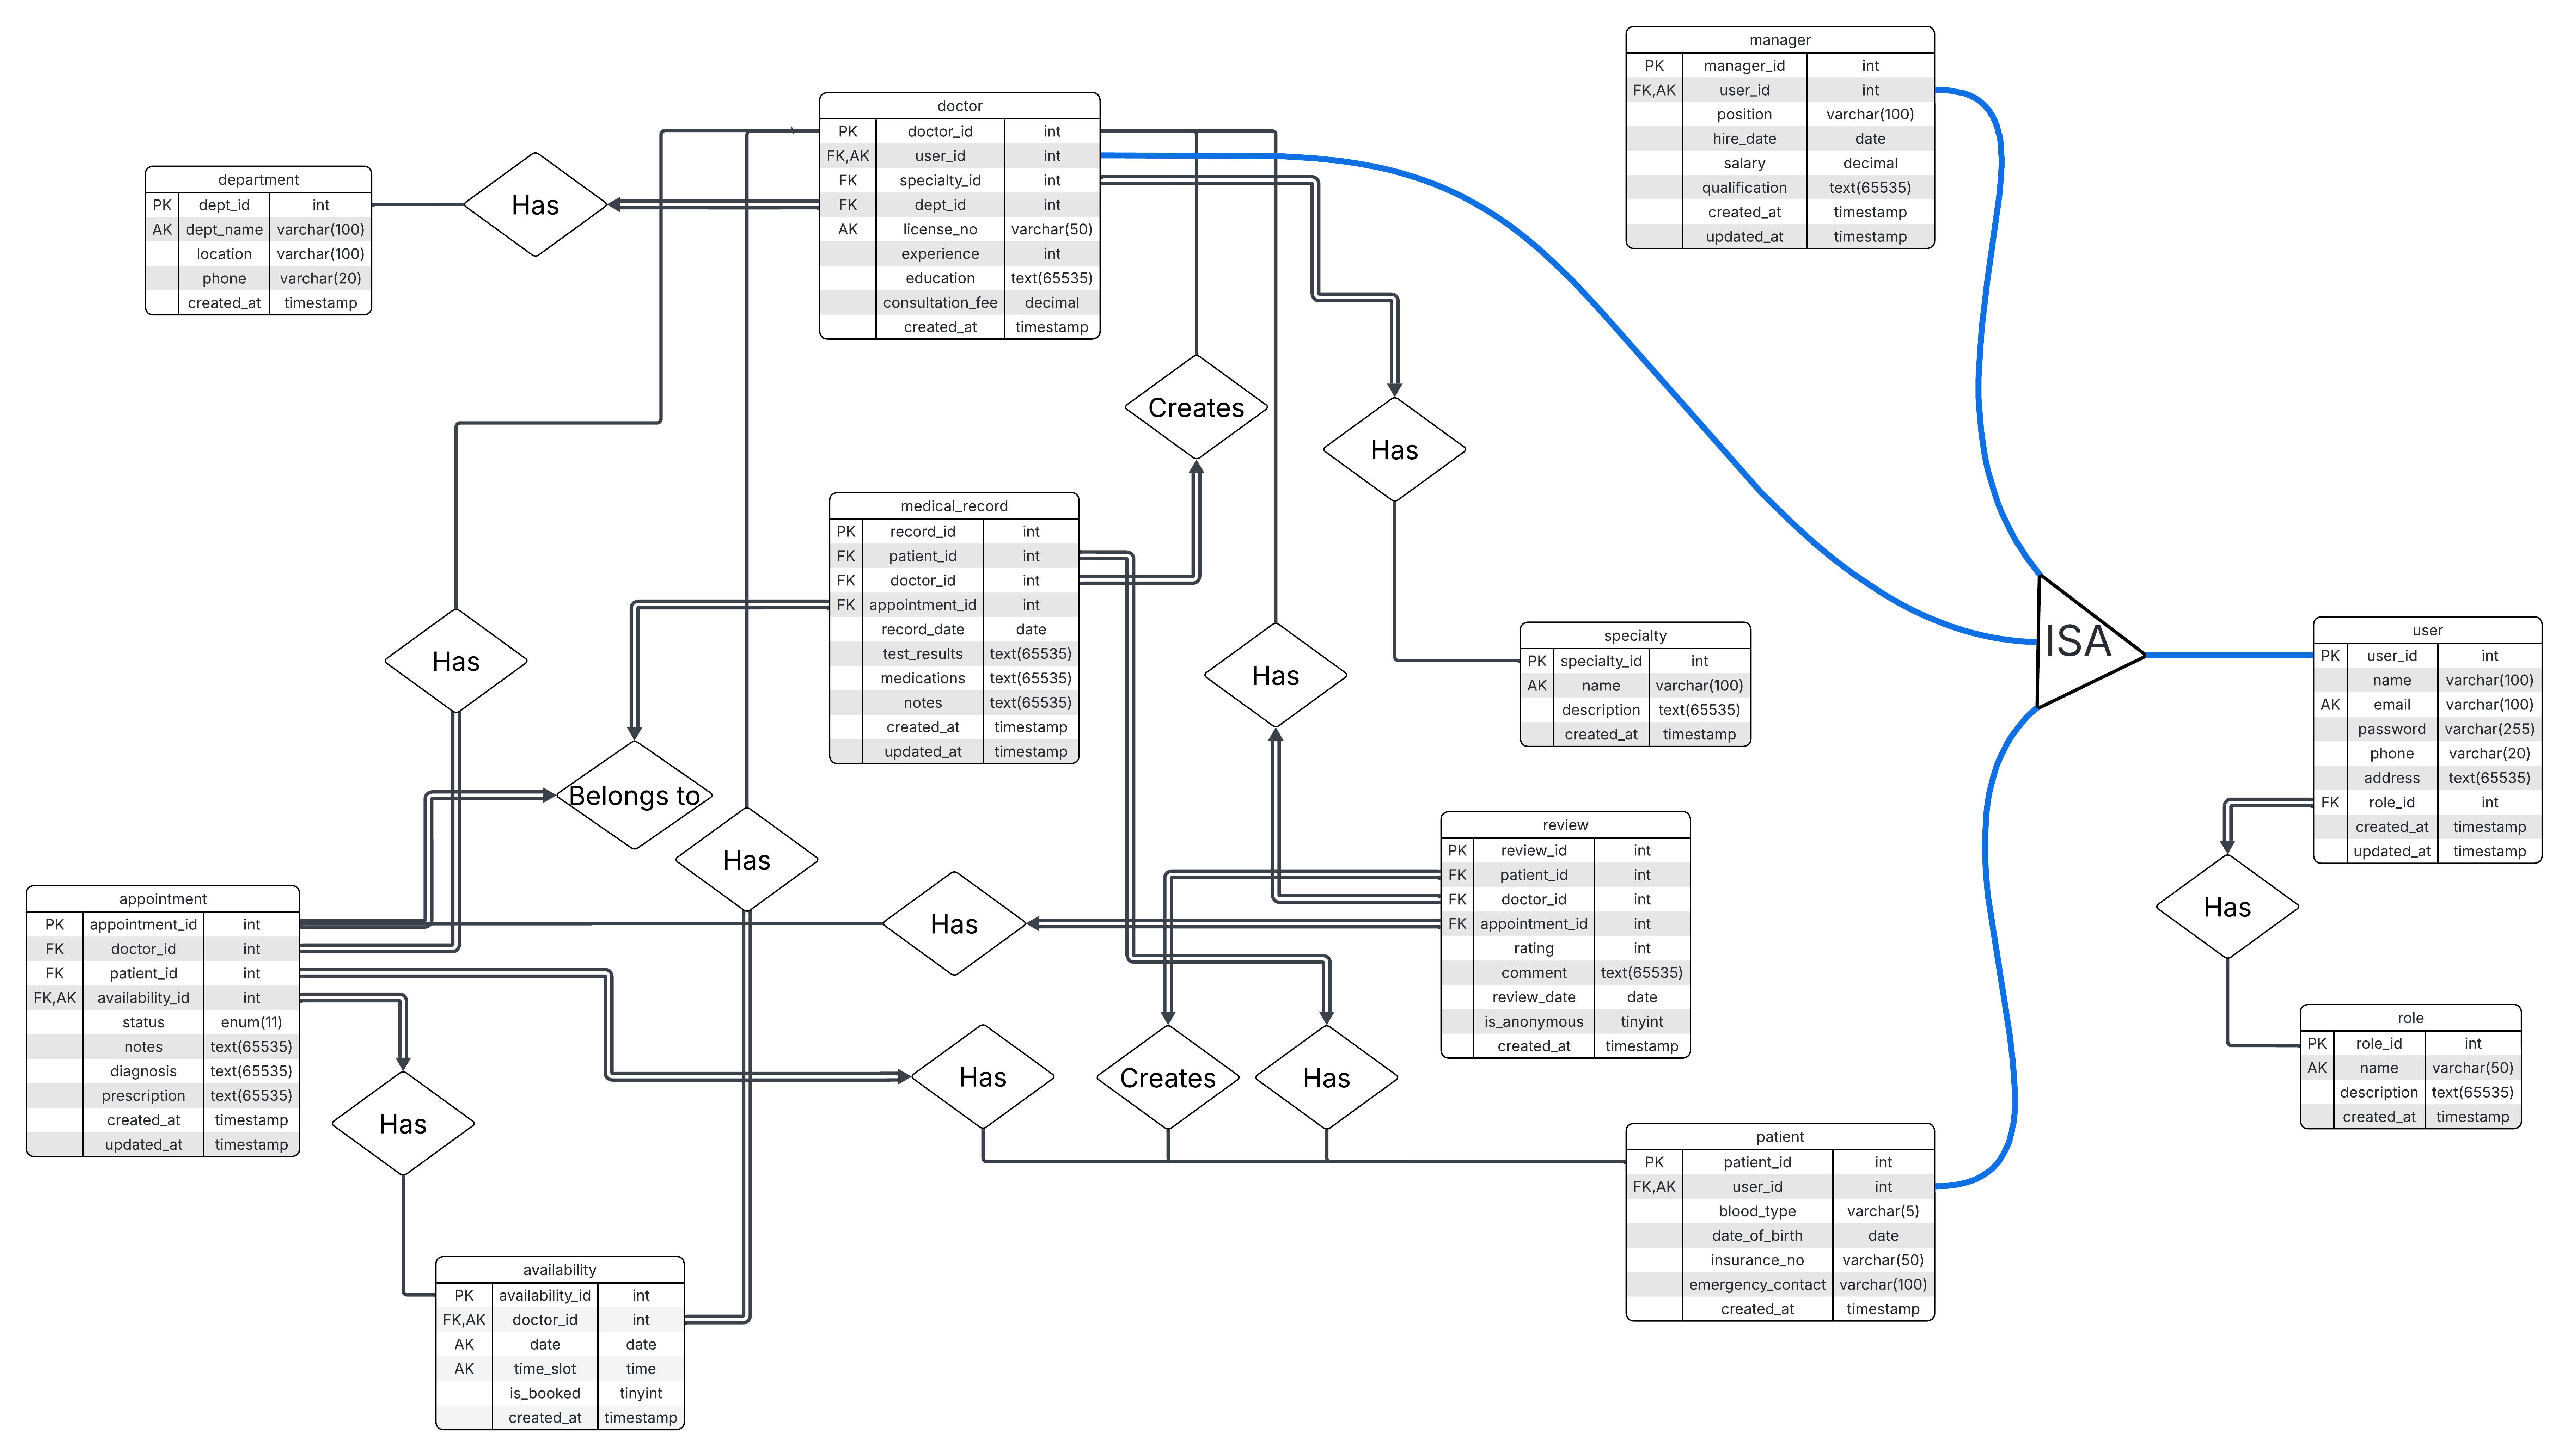 manager
PK manager_id int
FK,AK user_id int
position varchar(100)
hire_date date
salary decimal
qualification text(65535)
created_at timestamp
updated_at timestamp
doctor
PK doctor_id int
FK,AK user_id int
FK specialty_id int
FK dept_id int
AK license_no varchar(50)
experience int
education text(65535)
consultation_fee decimal
created_at timestamp
department
PK dept_id int
AK dept_name varchar(100)
location varchar(100)
phone varchar(20)
created_at timestamp
Has
Creates
Has
medical_record
PK record_id int
FK patient_id int
FK doctor_id int
FK appointment_id int
record_date date
test_results text(65535)
medications text(65535)
notes text(65535)
created_at timestamp
updated_at timestamp
Has
Has
specialty
PK specialty_id int
AK name varchar(100)
description text(65535)
created_at timestamp
ISA
user
PK user_id int
name varchar(100)
AK email varchar(100)
password varchar(255)
phone varchar(20)
address text(65535)
FK role_id int
created_at timestamp
updated_at timestamp
Belongs to
Has
review
PK review_id int
FK patient_id int
FK doctor_id int
FK appointment_id int
rating int
comment text(65535)
review_date date
is_anonymous tinyint
created_at timestamp
appointment
PK appointment_id int
FK doctor_id int
FK patient_id int
FK,AK availability_id int
status enum(11)
notes text(65535)
diagnosis text(65535)
prescription text(65535)
created_at timestamp
updated_at timestamp
Has
Has
role
PK role_id int
AK name varchar(50)
description text(65535)
created_at timestamp
Has
Has
Creates
Has
patient
PK patient_id int
FK,AK user_id int
blood_type varchar(5)
date_of_birth date
insurance_no varchar(50)
emergency_contact varchar(100)
created_at timestamp
availability
PK availability_id int
FK,AK doctor_id int
AK date date
AK time_slot time
is_booked tinyint
created_at timestamp